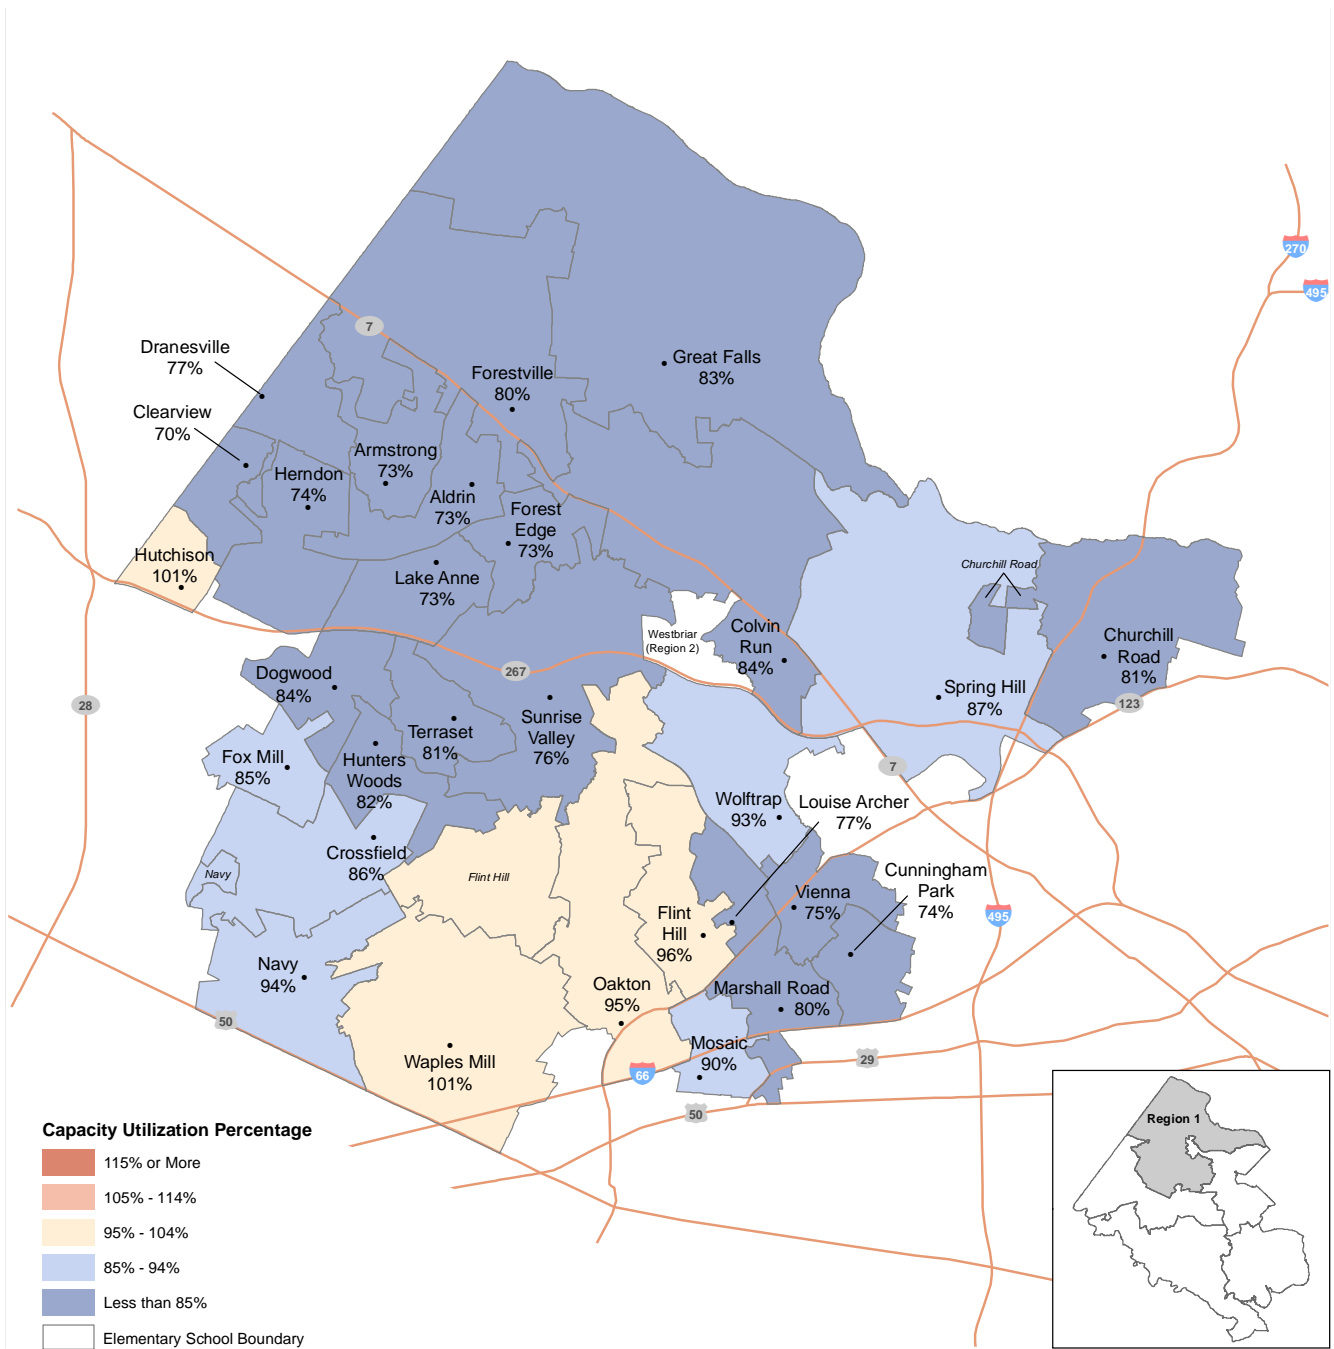 270
495
7
Dranesville
77%
Great Falls
83%
Forestville
80%
Clearview
70%
Armstrong
73%
Herndon
74%
Aldrin
73%
Forest
Edge
73%
Hutchison
101%
Lake Anne
73%
Churchill Road
Westbriar
(Region 2)
Colvin
Run
84%
Churchill
Road
81%
Dogwood
84%
267
Spring Hill
87%
123
28
Terraset
81%
Sunrise
Valley
76%
Fox Mill
85%
Hunters
Woods
82%
7
Wolftrap
93%
Louise Archer
77%
Crossfield
86%
Navy
Flint Hill
Cunningham
Park
74%
Vienna
75%
495
Flint
Hill
96%
Navy
94%
Oakton
95%
Marshall Road
80%
50
Mosaic
90%
Waples Mill
101%
66
29
50
Capacity Utilization Percentage
115% or More
105% - 114%
95% - 104%
85% - 94%
Less than 85%
Elementary School Boundary
Region 1